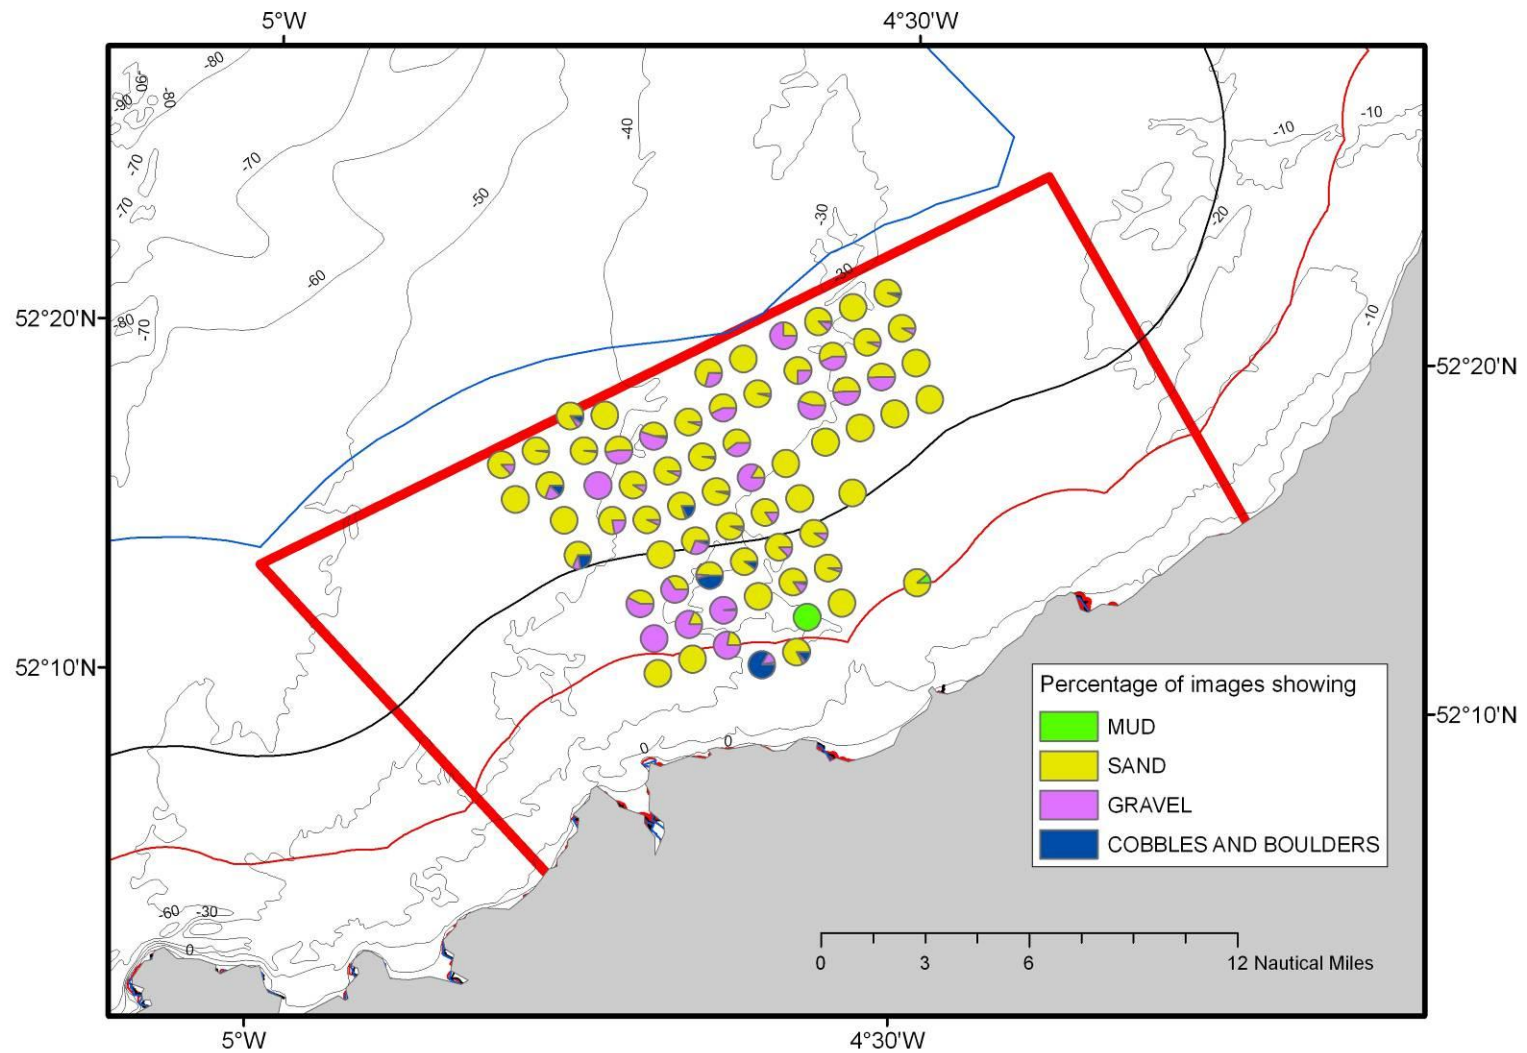 5°W 4°30'W
-80
-90
-90
-80
-40
-10
-10
-70
-70
-50
-70
-30
-20
-60
-30
52°20'N
-80
-70
-10
52°20'N
52°10'N
Percentage of images showing
MUD
SAND
GRAVEL
COBBLES AND BOULDERS
52°10'N
0
0
-60 -30
0
0 3 6 12 Nautical Miles
5°W 4°30'W